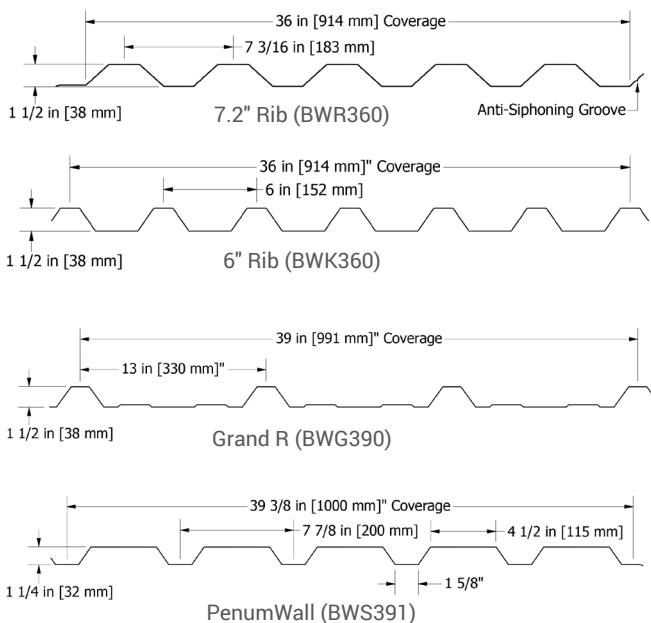 36 in [914 mm] Coverage
7 3/16 in [183 mm]
1 1/2 in [38 mm]
7.2" Rib (BWR360)
Anti-Siphoning Groove
36 in [914 mm]" Coverage
6 in [152 mm]
1 1/2 in [38 mm]
6" Rib (BWK360)
39 in [991 mm]" Coverage
13 in [330 mm]"
1 1/2 in [38 mm]
Grand R (BWG390)
39 3/8 in [1000 mm]" Coverage
7 7/8 in [200 mm]
4 1/2 in [115 mm]
1 1/4 in [32 mm]
1 5/8"
PenumWall (BWS391)